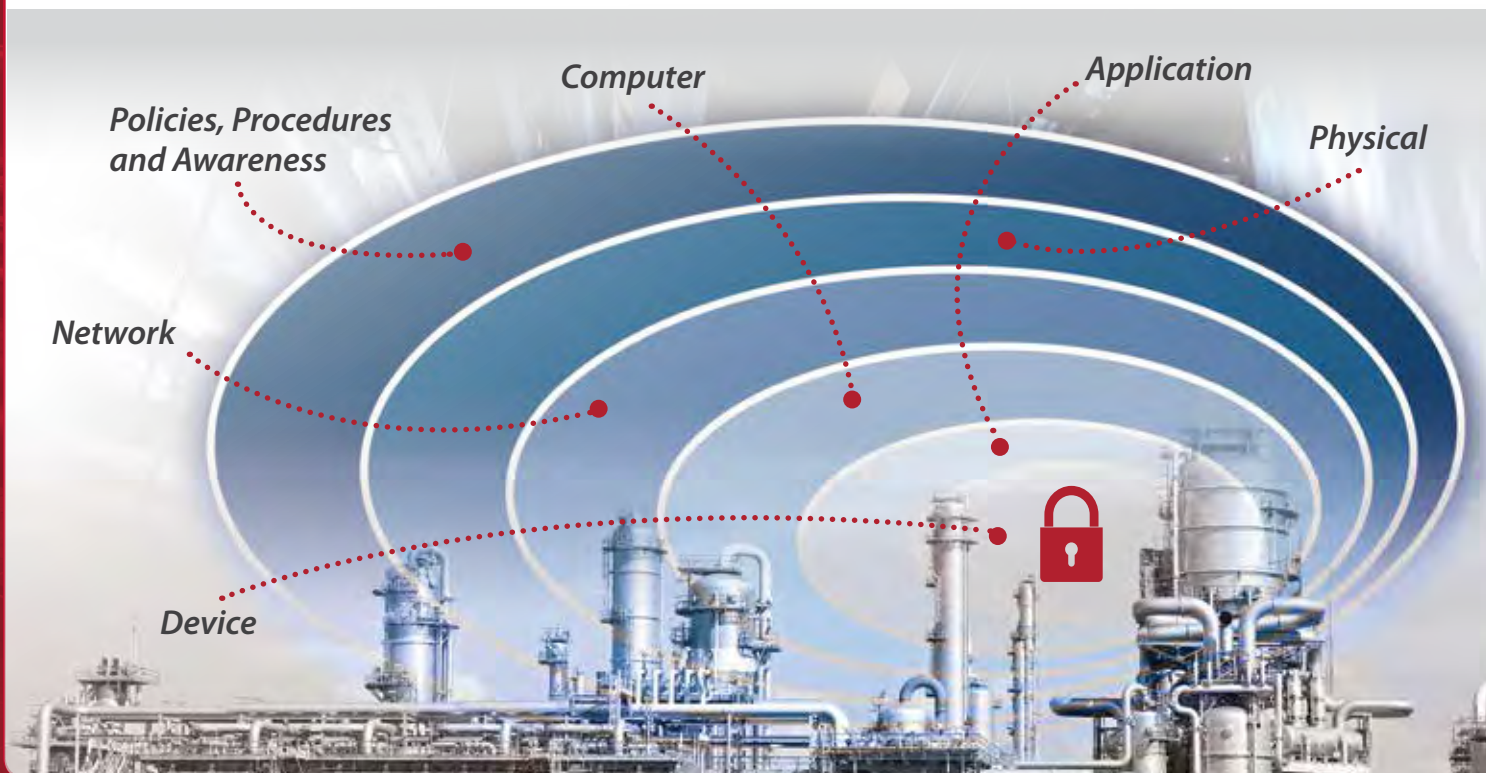 Computer
Application
Policies, Procedures
and Awareness
Physical
Network
Device